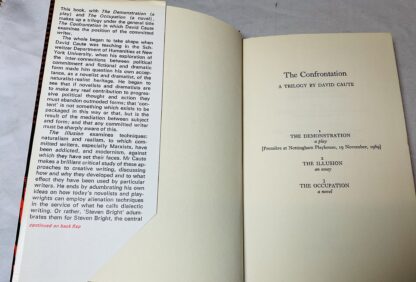 This book, with The Demonstration (a
play) and The Occupation (a novel),
makes up a trilogy under the general title
The Confrontation in which David Caute
examines the position of the committed
writer.
The whole began to take shape when
David Caute was teaching in the Sch-
weitzer Department of Humanities at New
York University, when his exploration of
the inter-connections between political
commitment and fictional and dramatic
form made him question his own accept-
ance, as a novelist and dramatist, of the
naturalist-realist heritage. He began to
see that if novelists and dramatists are
to make any real contribution to progres-
sive political thought and action they
must abandon outmoded forms; that 'con-
tent' is not something which exists to be
packaged in this way or that, but is the
result of the mediation between subject
and form; and that any committed writer
must be sharply aware of this.
The Illusion examines techniques:
naturalism and realism, to which com-
mitted writers, especially Marxists, have
been addicted, and modernism, against
which they have set their faces. Mr Caute
makes a brilliant critical study of these ap-
proaches to creative writing, discussing
how and why they developed and to what
effect they have been used by particular
writers. He ends by adumbrating his own
ideas on how today's novelists and play-
wrights can employ alienation techniques
in the service of what he calls dialectic
writing. Or rather, 'Steven Bright' adum-
brates them for Steven Bright, the central
continued on back flap
The Confrontation
A TRILOGY BY DAVID CAUTE
1
THE DEMONSTRATION
a play
[Première at Nottingham Playhouse, 19 November, 1969]
2
THE ILLUSION
an essay
3
THE OCCUPATION
a novel